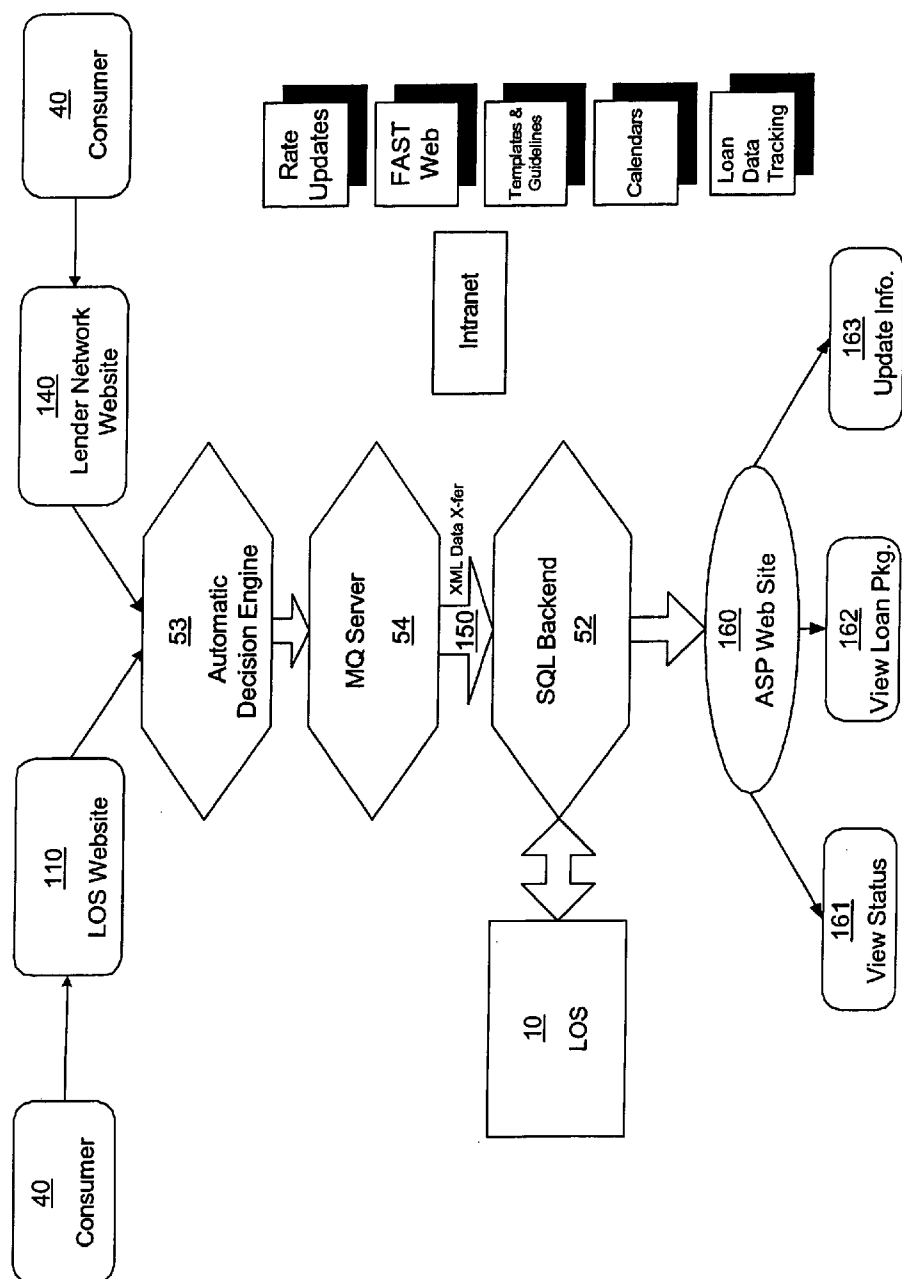 40
Consumer
110
LOS Website
140
Lender Network
Website
40
Consumer
53
Automatic
Decision Engine
MQ Server
54
150
XML Data X-fer
SQL Backend
52
10
LOS
160
ASP Web Site
161
View Status
162
View Loan Pkg.
163
Update Info.
Intranet
Rate
Updates
FAST
Web
Templates &
Guidelines
Calendars
Loan
Data
Tracking